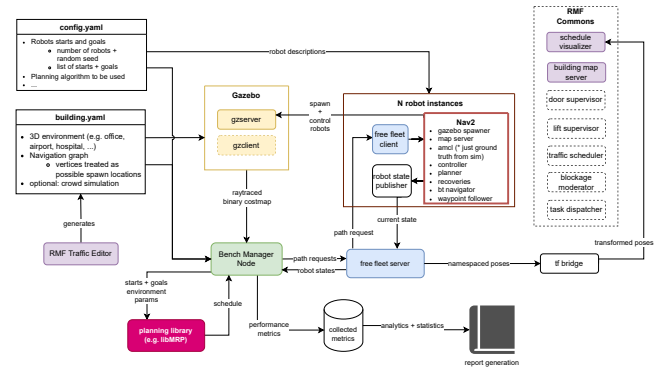 config.yaml
• Robots starts and goals
○ number of robots +
random seed
○ list of starts + goals
• Planning algorithm to be used
• ...
building.yaml
• 3D environment (e.g. office,
airport, hospital, ...)
• Navigation graph
○ vertices treated as
possible spawn locations
• optional: crowd simulation
generates
RMF Traffic Editor
robot descriptions
Gazebo
gzserver
gzclient
spawn
+
control
robots
raytraced
binary costmap
N robot instances
free fleet
client
robot state
publisher
Nav2
• gazebo spawner
• map server
• amcl (* just ground
truth from sim)
• controller
• planner
• recoveries
• bt navigator
• waypoint follower
path request
current state
RMF
Commons
schedule
visualizer
building map
server
door supervisor
lift supervisor
traffic scheduler
blockage
moderator
task dispatcher
transformed poses
Bench Manager
Node
path requests
robot states
free fleet server
namespaced poses
tf bridge
starts + goals
environment
params
schedule
planning library
(e.g. libMRP)
performance
metrics
collected
metrics
analytics + statistics
report generation